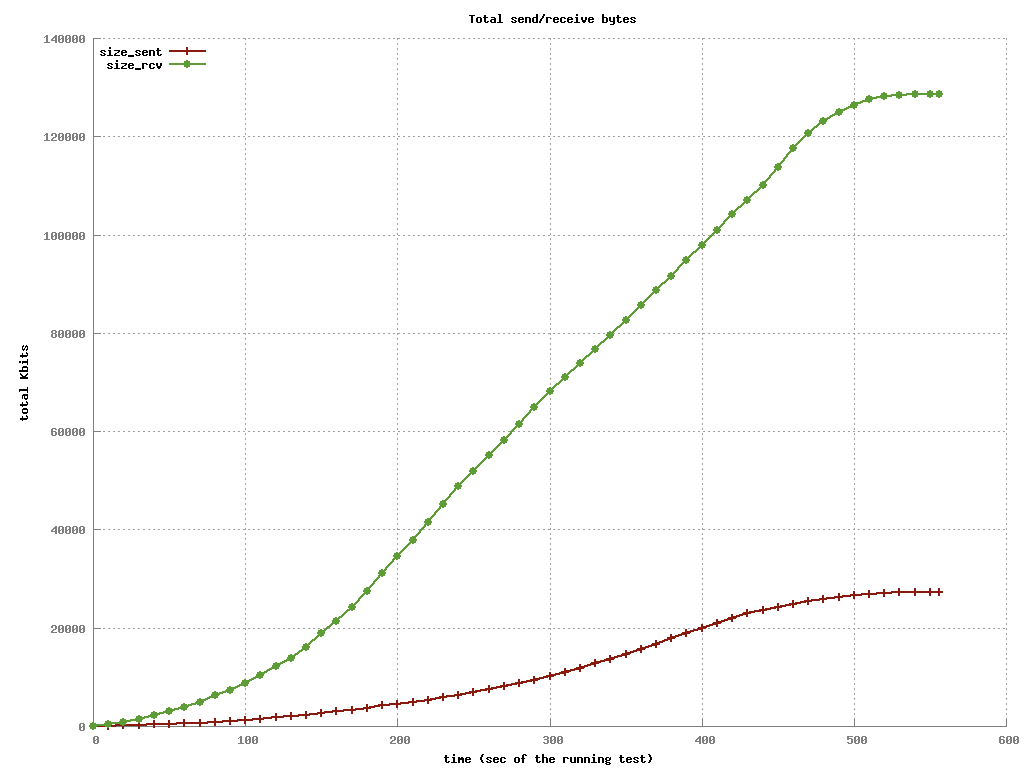 Total send/receive bytes
140000
size_sent
size_rcv
120000
100000
80000
total Kbits
60000
40000
20000
0
0 100 200 300 400 500 600
time (sec of the running test)